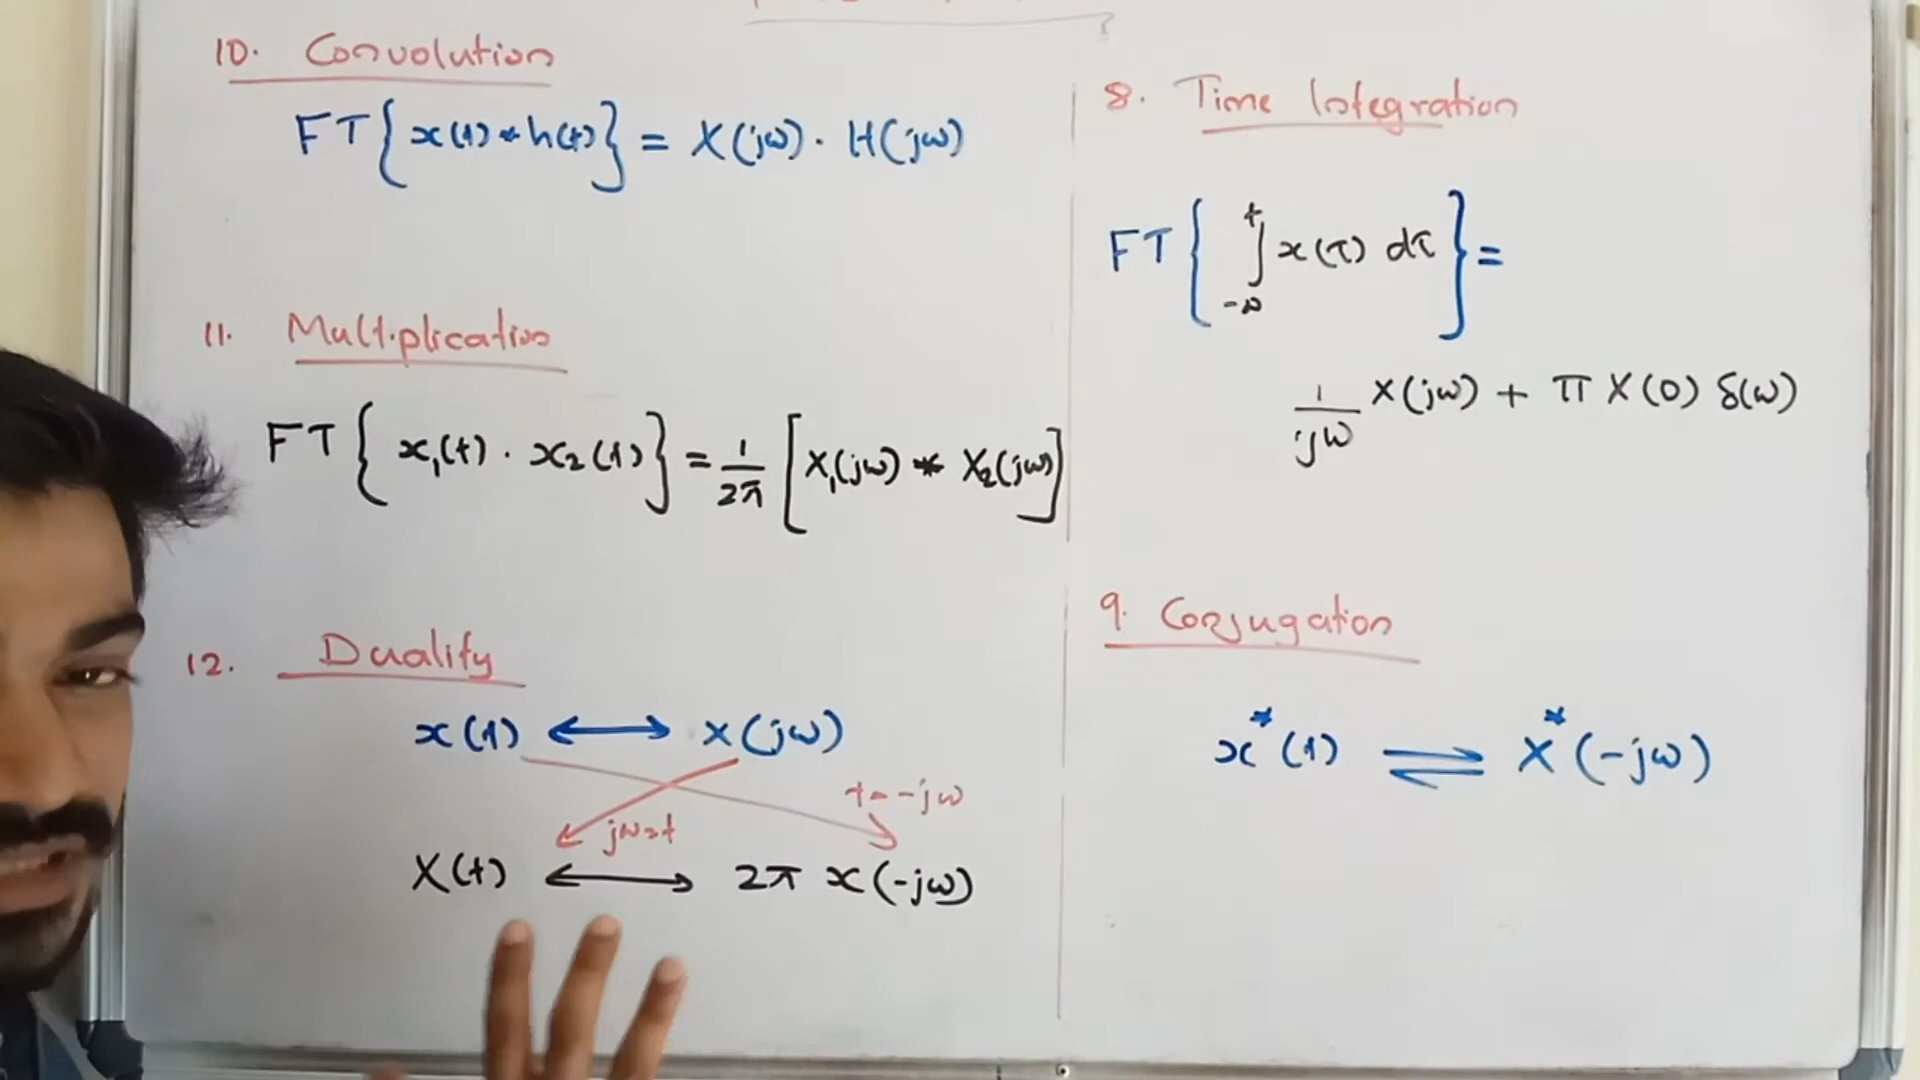 10. Convolution
FT{x(t) * h(t)} = X(jω) · H(jω)
11. Multiplication
FT{x₁(t) · x₂(t)} = 1/2π [X₁(jω) * X₂(jω)]
12. Duality
x(t) ↔ X(jω)
t = -jω
jω = t
X(t) ↔ 2π x(-jω)
8. Time Integration
FT{∫_{-∞}^{t} x(τ) dτ} =
1/jω X(jω) + π X(0) δ(ω)
9. Conjugation
x*(t) ⇌ X*(-jω)